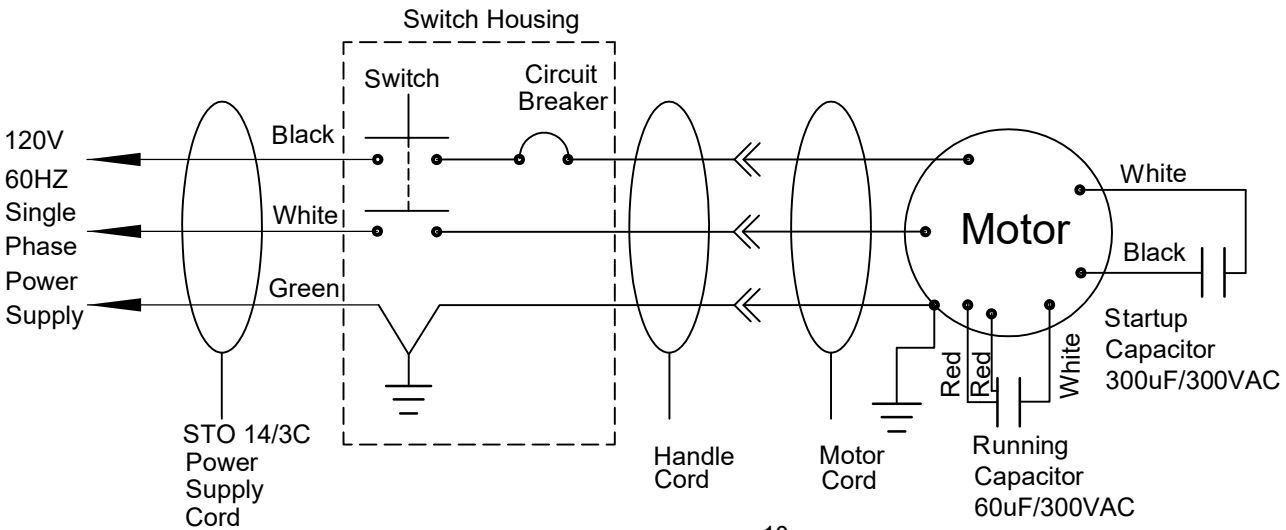 Switch Housing
Switch
Circuit
Breaker
120V
60HZ
Single
Phase
Power
Supply
Black
White
Green
Motor
White
Black
Startup
Capacitor
300uF/300VAC
Red
Red
White
Running
Capacitor
60uF/300VAC
STO 14/3C
Power
Supply
Cord
Handle
Cord
Motor
Cord